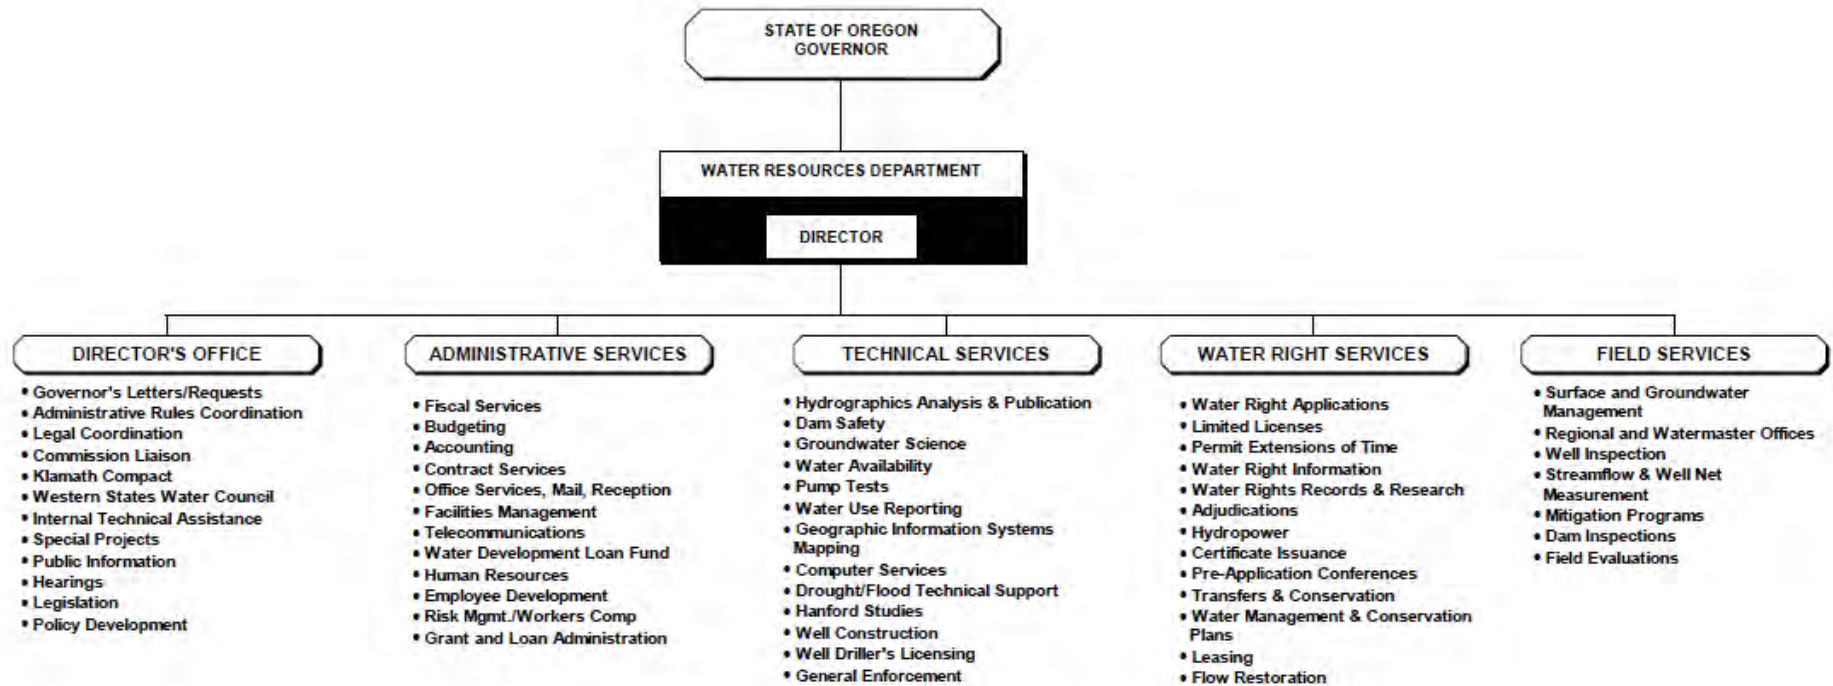 STATE OF OREGON
GOVERNOR
WATER RESOURCES DEPARTMENT
DIRECTOR
DIRECTOR'S OFFICE
• Governor's Letters/Requests
• Administrative Rules Coordination
• Legal Coordination
• Commission Liaison
• Klamath Compact
• Western States Water Council
• Internal Technical Assistance
• Special Projects
• Public Information
• Hearings
• Legislation
• Policy Development
ADMINISTRATIVE SERVICES
• Fiscal Services
• Budgeting
• Accounting
• Contract Services
• Office Services, Mail, Reception
• Facilities Management
• Telecommunications
• Water Development Loan Fund
• Human Resources
• Employee Development
• Risk Mgmt./Workers Comp
• Grant and Loan Administration
TECHNICAL SERVICES
• Hydrographics Analysis & Publication
• Dam Safety
• Groundwater Science
• Water Availability
• Pump Tests
• Water Use Reporting
• Geographic Information Systems
Mapping
• Computer Services
• Drought/Flood Technical Support
• Hanford Studies
• Well Construction
• Well Driller's Licensing
• General Enforcement
WATER RIGHT SERVICES
• Water Right Applications
• Limited Licenses
• Permit Extensions of Time
• Water Right Information
• Water Rights Records & Research
• Adjudications
• Hydropower
• Certificate Issuance
• Pre-Application Conferences
• Transfers & Conservation
• Water Management & Conservation
Plans
• Leasing
• Flow Restoration
FIELD SERVICES
• Surface and Groundwater
Management
• Regional and Watermaster Offices
• Well Inspection
• Streamflow & Well Net
Measurement
• Mitigation Programs
• Dam Inspections
• Field Evaluations